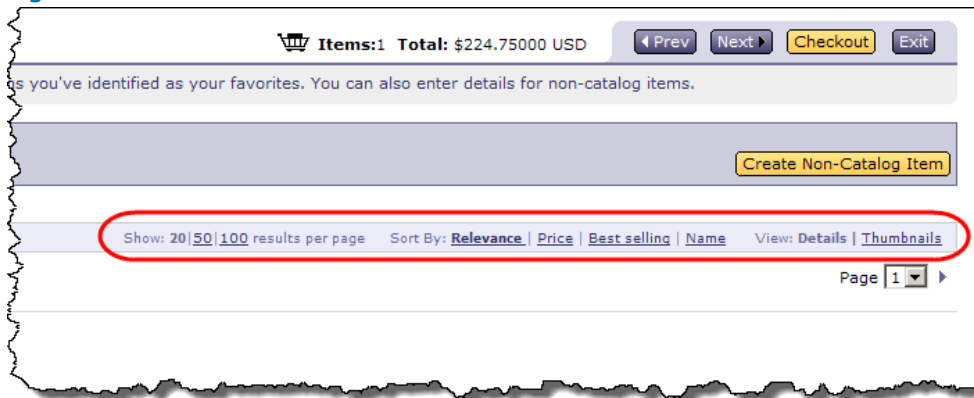 Items:1 Total: $224.75000 USD Prev Next Checkout Exit
you've identified as your favorites. You can also enter details for non-catalog items.
Create Non-Catalog Item
Show: 20|50|100 results per page Sort By: Relevance | Price | Best selling | Name View: Details | Thumbnails
Page 1